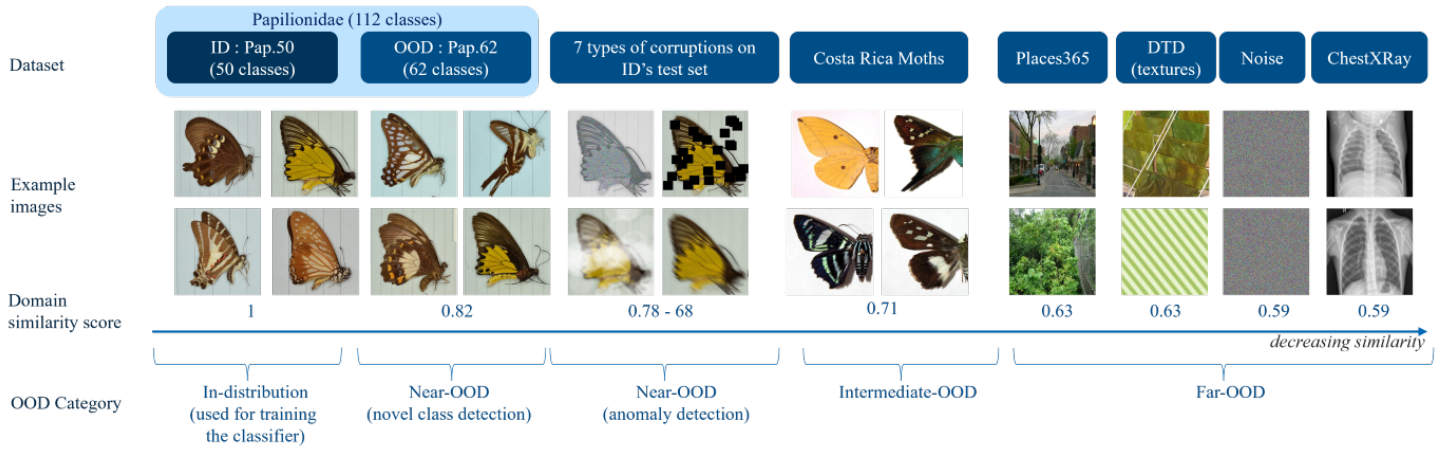 Papilionidae (112 classes)
Dataset
ID : Pap.50
(50 classes)
OOD : Pap.62
(62 classes)
7 types of corruptions on
ID's test set
Costa Rica Moths
Places365
DTD
(textures)
Noise
ChestXRay
Example
images
Domain
similarity score
1
0.82
0.78 - 68
0.71
0.63
0.63
0.59
0.59
decreasing similarity
OOD Category
In-distribution
(used for training
the classifier)
Near-OOD
(novel class detection)
Near-OOD
(anomaly detection)
Intermediate-OOD
Far-OOD